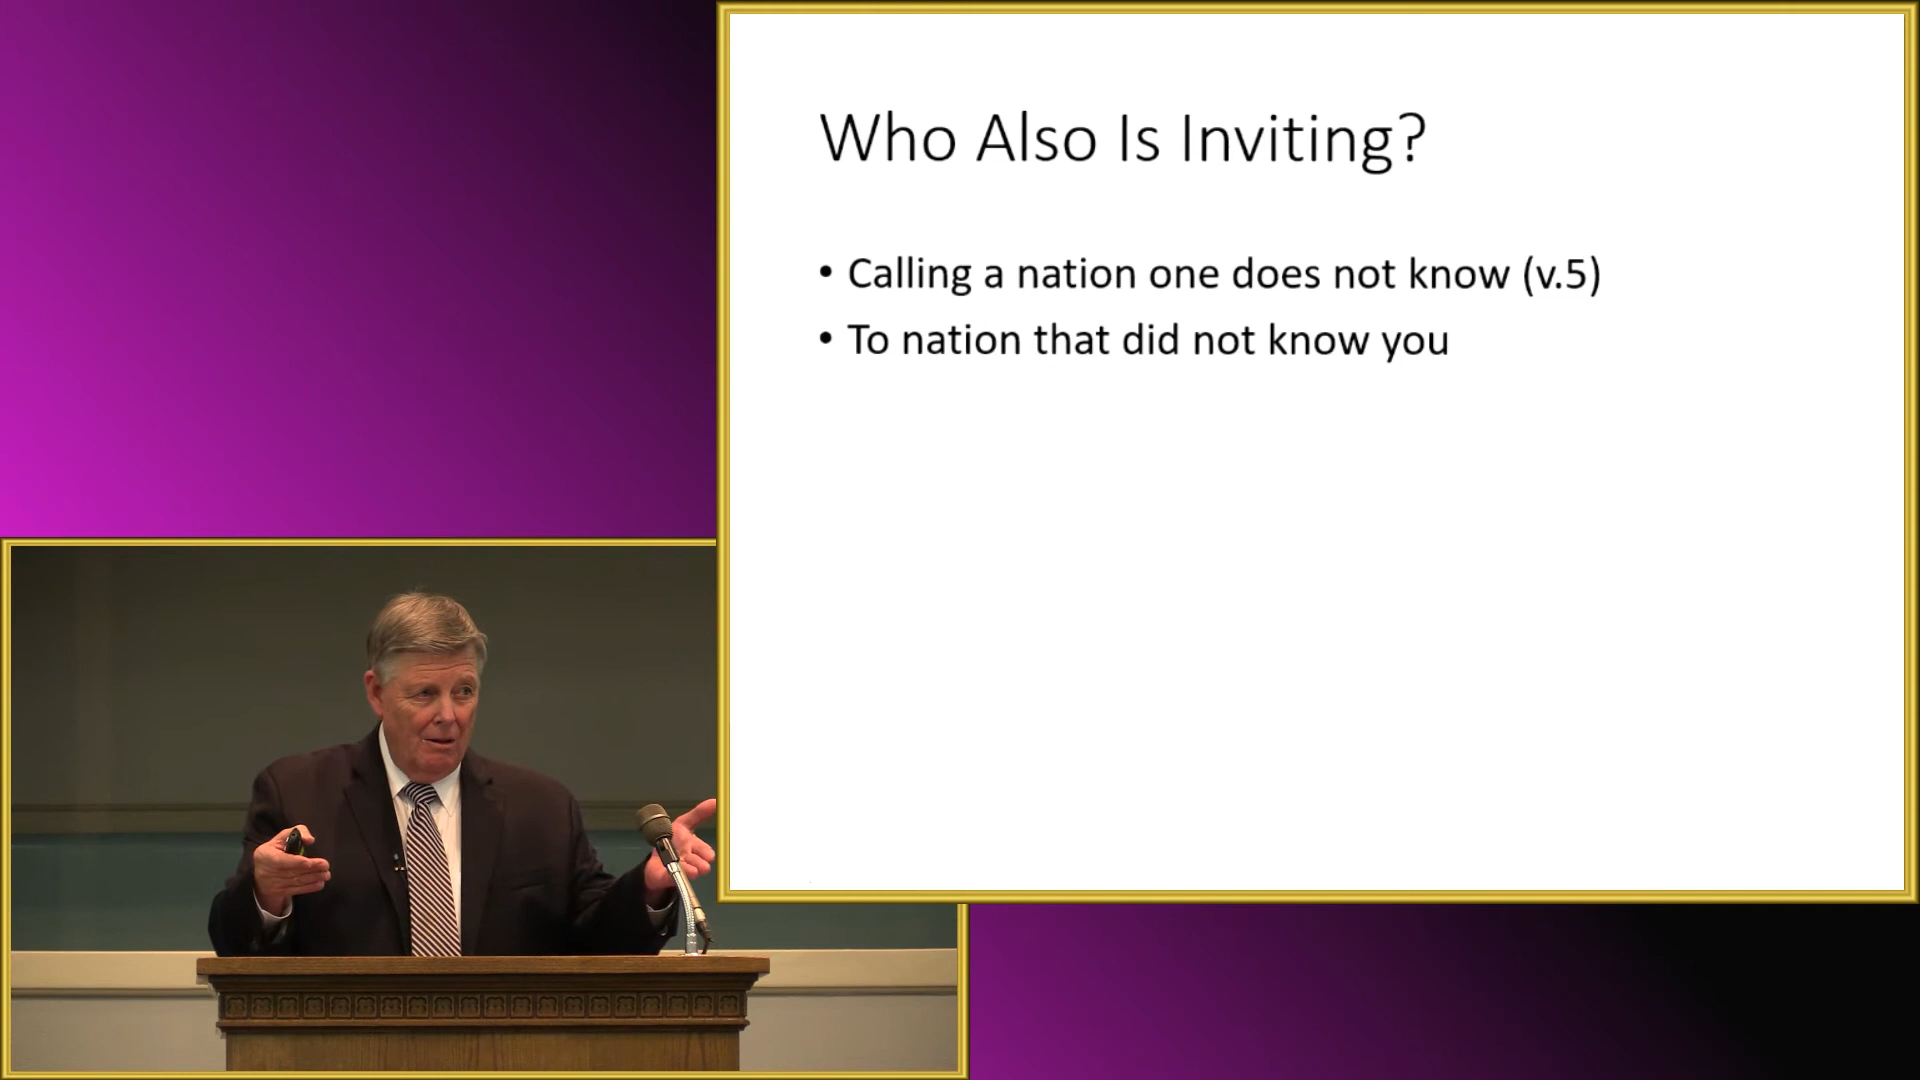 Who Also Is Inviting?
• Calling a nation one does not know (v.5)
• To nation that did not know you